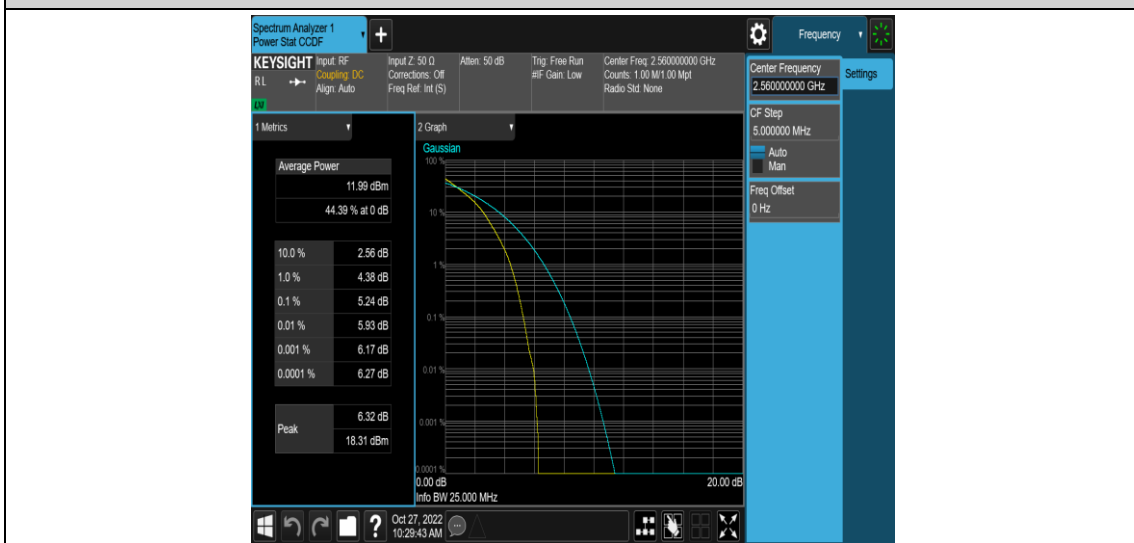 Spectrum Analyzer 1
Power Stat CCDF
+
Frequency
KEYSIGHT
RL
LXI
Input: RF
Coupling: DC
Align: Auto
Input Z: 50 Ω
Corrections: Off
Freq Ref: Int (S)
Atten: 50 dB
Trig: Free Run
#IF Gain: Low
Center Freq: 2.560000000 GHz
Counts: 1.00 M/1.00 Mpt
Radio Std: None
Center Frequency
2.560000000 GHz
Settings
CF Step
5.000000 MHz
Auto
Man
Freq Offset
0 Hz
1 Metrics
Average Power
11.99 dBm
44.39 % at 0 dB
10.0 % 2.56 dB
1.0 % 4.38 dB
0.1 % 5.24 dB
0.01 % 5.93 dB
0.001 % 6.17 dB
0.0001 % 6.27 dB
Peak 6.32 dB
18.31 dBm
2 Graph
Gaussian
100 %
10 %
1 %
0.1 %
0.01 %
0.001 %
0.0001 %
0.00 dB 20.00 dB
Info BW 25.000 MHz
?
Oct 27, 2022
10:29:43 AM